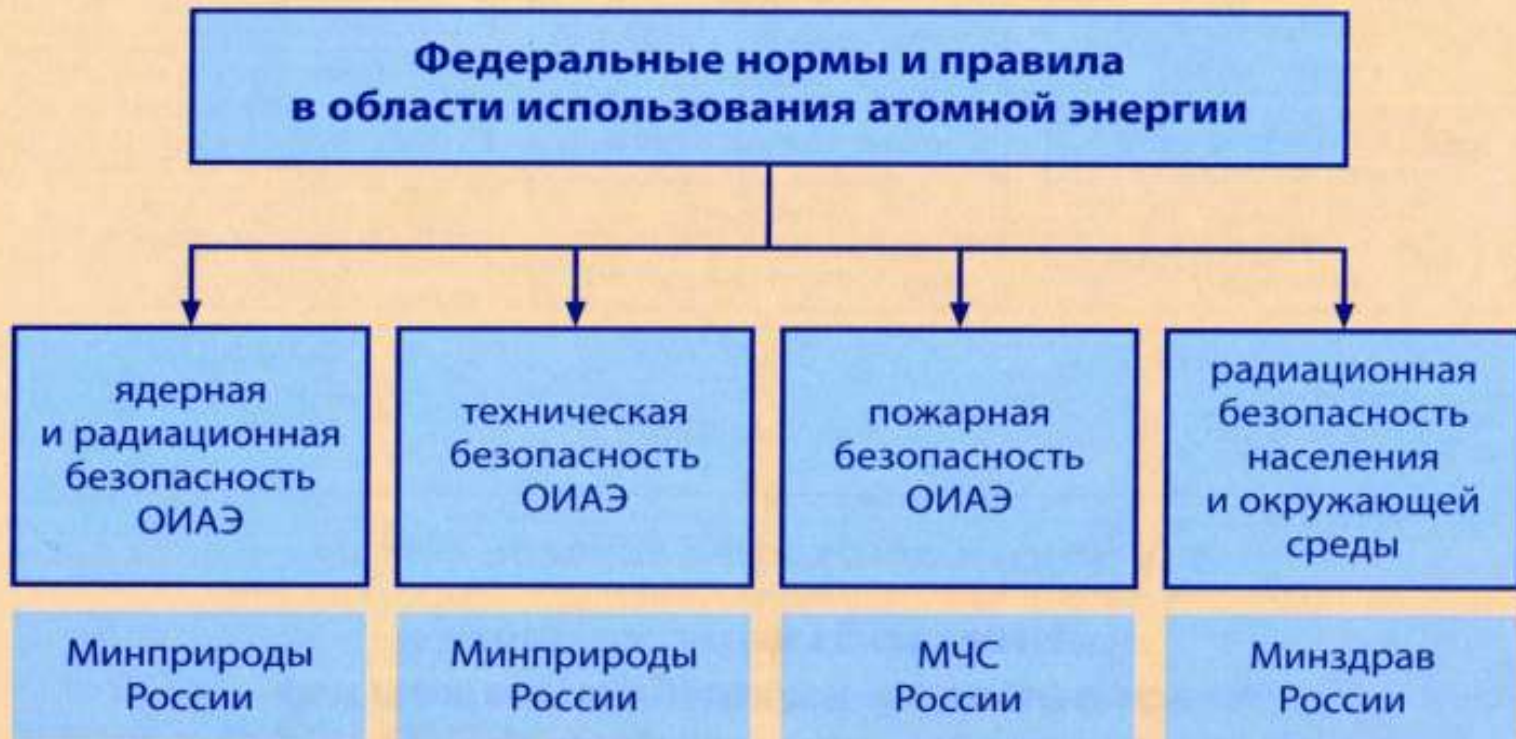 Федеральные нормы и правила
в области использования атомной энергии
ядерная
и радиационная
безопасность
ОИАЭ
техническая
безопасность
ОИАЭ
пожарная
безопасность
ОИАЭ
радиационная
безопасность
населения
и окружающей
среды
Минприроды
России
Минприроды
России
МЧС
России
Минздрав
России